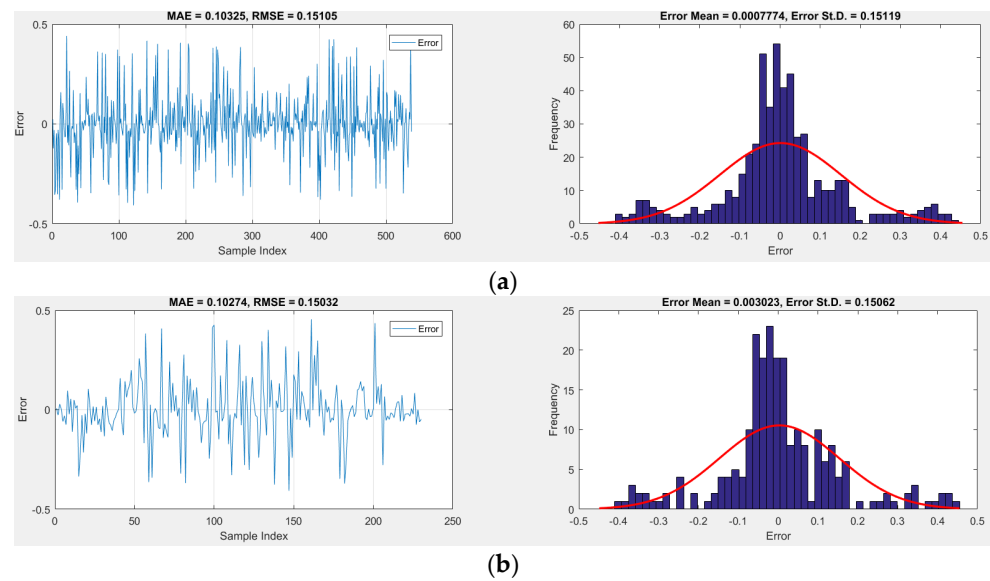 MAE = 0.10325, RMSE = 0.15105
0.5
0
-0.5
Error
Error
0 100 200 300 400 500 600
Sample Index
Error Mean = 0.0007774, Error St.D. = 0.15119
60
50
40
30
20
10
0
Frequency
-0.5 -0.4 -0.3 -0.2 -0.1 0 0.1 0.2 0.3 0.4 0.5
Error
(a)
MAE = 0.10274, RMSE = 0.15032
0.5
0
-0.5
Error
Error
0 50 100 150 200 250
Sample Index
Error Mean = 0.003023, Error St.D. = 0.15062
25
20
15
10
5
0
Frequency
-0.5 -0.4 -0.3 -0.2 -0.1 0 0.1 0.2 0.3 0.4 0.5
Error
(b)